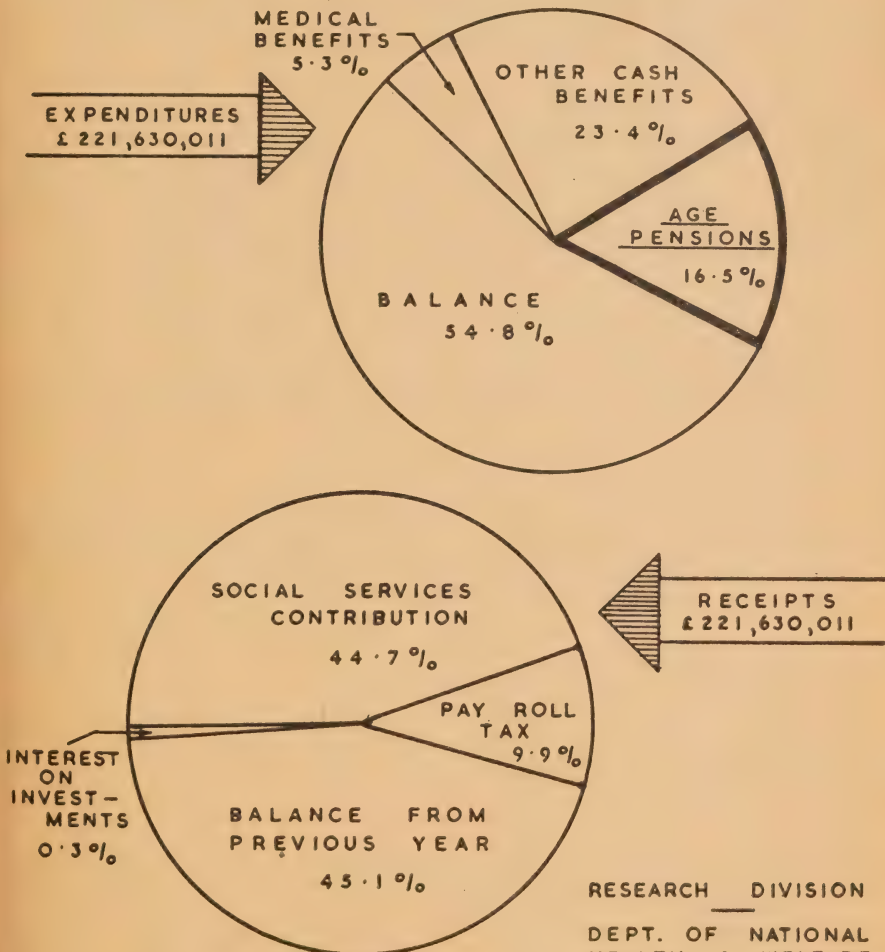 MEDICAL
BENEFITS
5·3%
EXPENDITURES
£221,630,011
OTHER CASH
BENEFITS
23·4%
AGE
PENSIONS
16·5%
BALANCE
54·8%
SOCIAL SERVICES
CONTRIBUTION
44·7%
RECEIPTS
£221,630,011
PAY ROLL
TAX
9·9%
INTEREST
ON
INVEST-
MENTS
0·3%
BALANCE FROM
PREVIOUS YEAR
45·1%
RESEARCH DIVISION
DEPT. OF NATIONAL